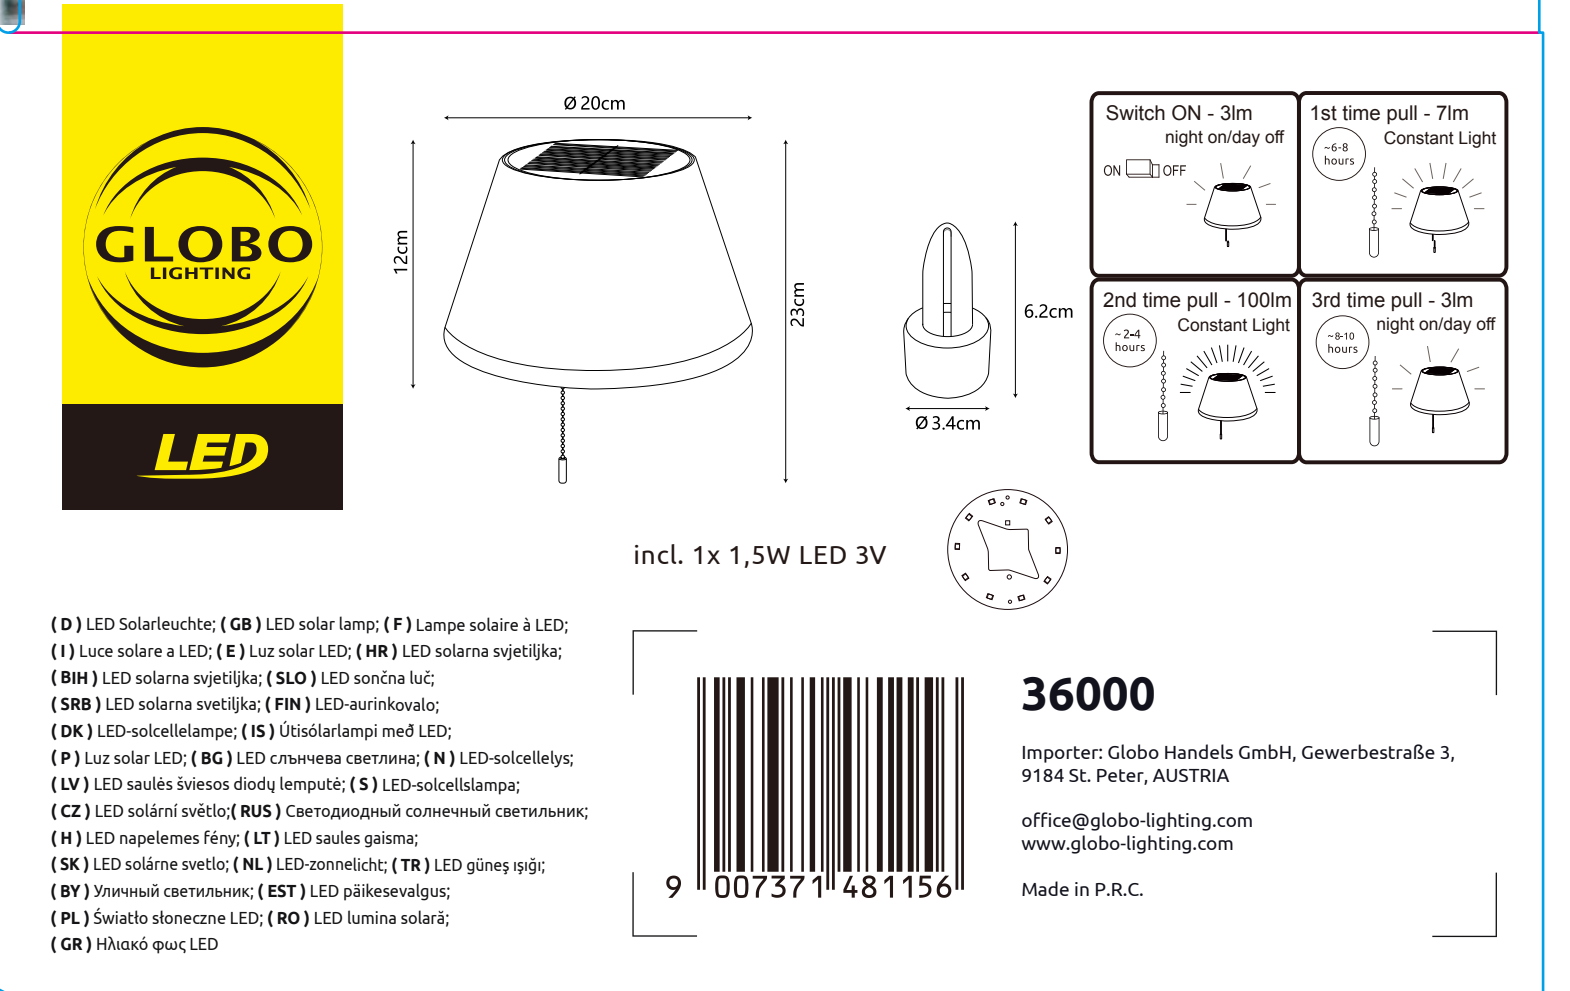 GLOBO
LIGHTING
LED
Ø 20cm
12cm
23cm
6.2cm
Ø 3.4cm
Switch ON - 3lm
night on/day off
ON OFF
1st time pull - 7lm
Constant Light
~6-8
hours
2nd time pull - 100lm
Constant Light
~2-4
hours
3rd time pull - 3lm
night on/day off
~8-10
hours
incl. 1x 1,5W LED 3V
( D ) LED Solarleuchte; ( GB ) LED solar lamp; ( F ) Lampe solaire à LED;
( I ) Luce solare a LED; ( E ) Luz solar LED; ( HR ) LED solarna svjetiljka;
( BIH ) LED solarna svjetiljka; ( SLO ) LED sončna luč;
( SRB ) LED solarna svetiljka; ( FIN ) LED-aurinkovalo;
( DK ) LED-solcellelampe; ( IS ) Útisólarlampi með LED;
( P ) Luz solar LED; ( BG ) LED слънчева светлина; ( N ) LED-solcellelys;
( LV ) LED saulės šviesos diodų lemputė; ( S ) LED-solcellslampa;
( CZ ) LED solární světlo;( RUS ) Светодиодный солнечный светильник;
( H ) LED napelemes fény; ( LT ) LED saules gaisma;
( SK ) LED solárne svetlo; ( NL ) LED-zonnelicht; ( TR ) LED güneş ışığı;
( BY ) Уличный светильник; ( EST ) LED päikesevalgus;
( PL ) Światło słoneczne LED; ( RO ) LED lumina solară;
( GR ) Ηλιακό φως LED
9 007371 481156
36000
Importer: Globo Handels GmbH, Gewerbestraße 3,
9184 St. Peter, AUSTRIA
office@globo-lighting.com
www.globo-lighting.com
Made in P.R.C.